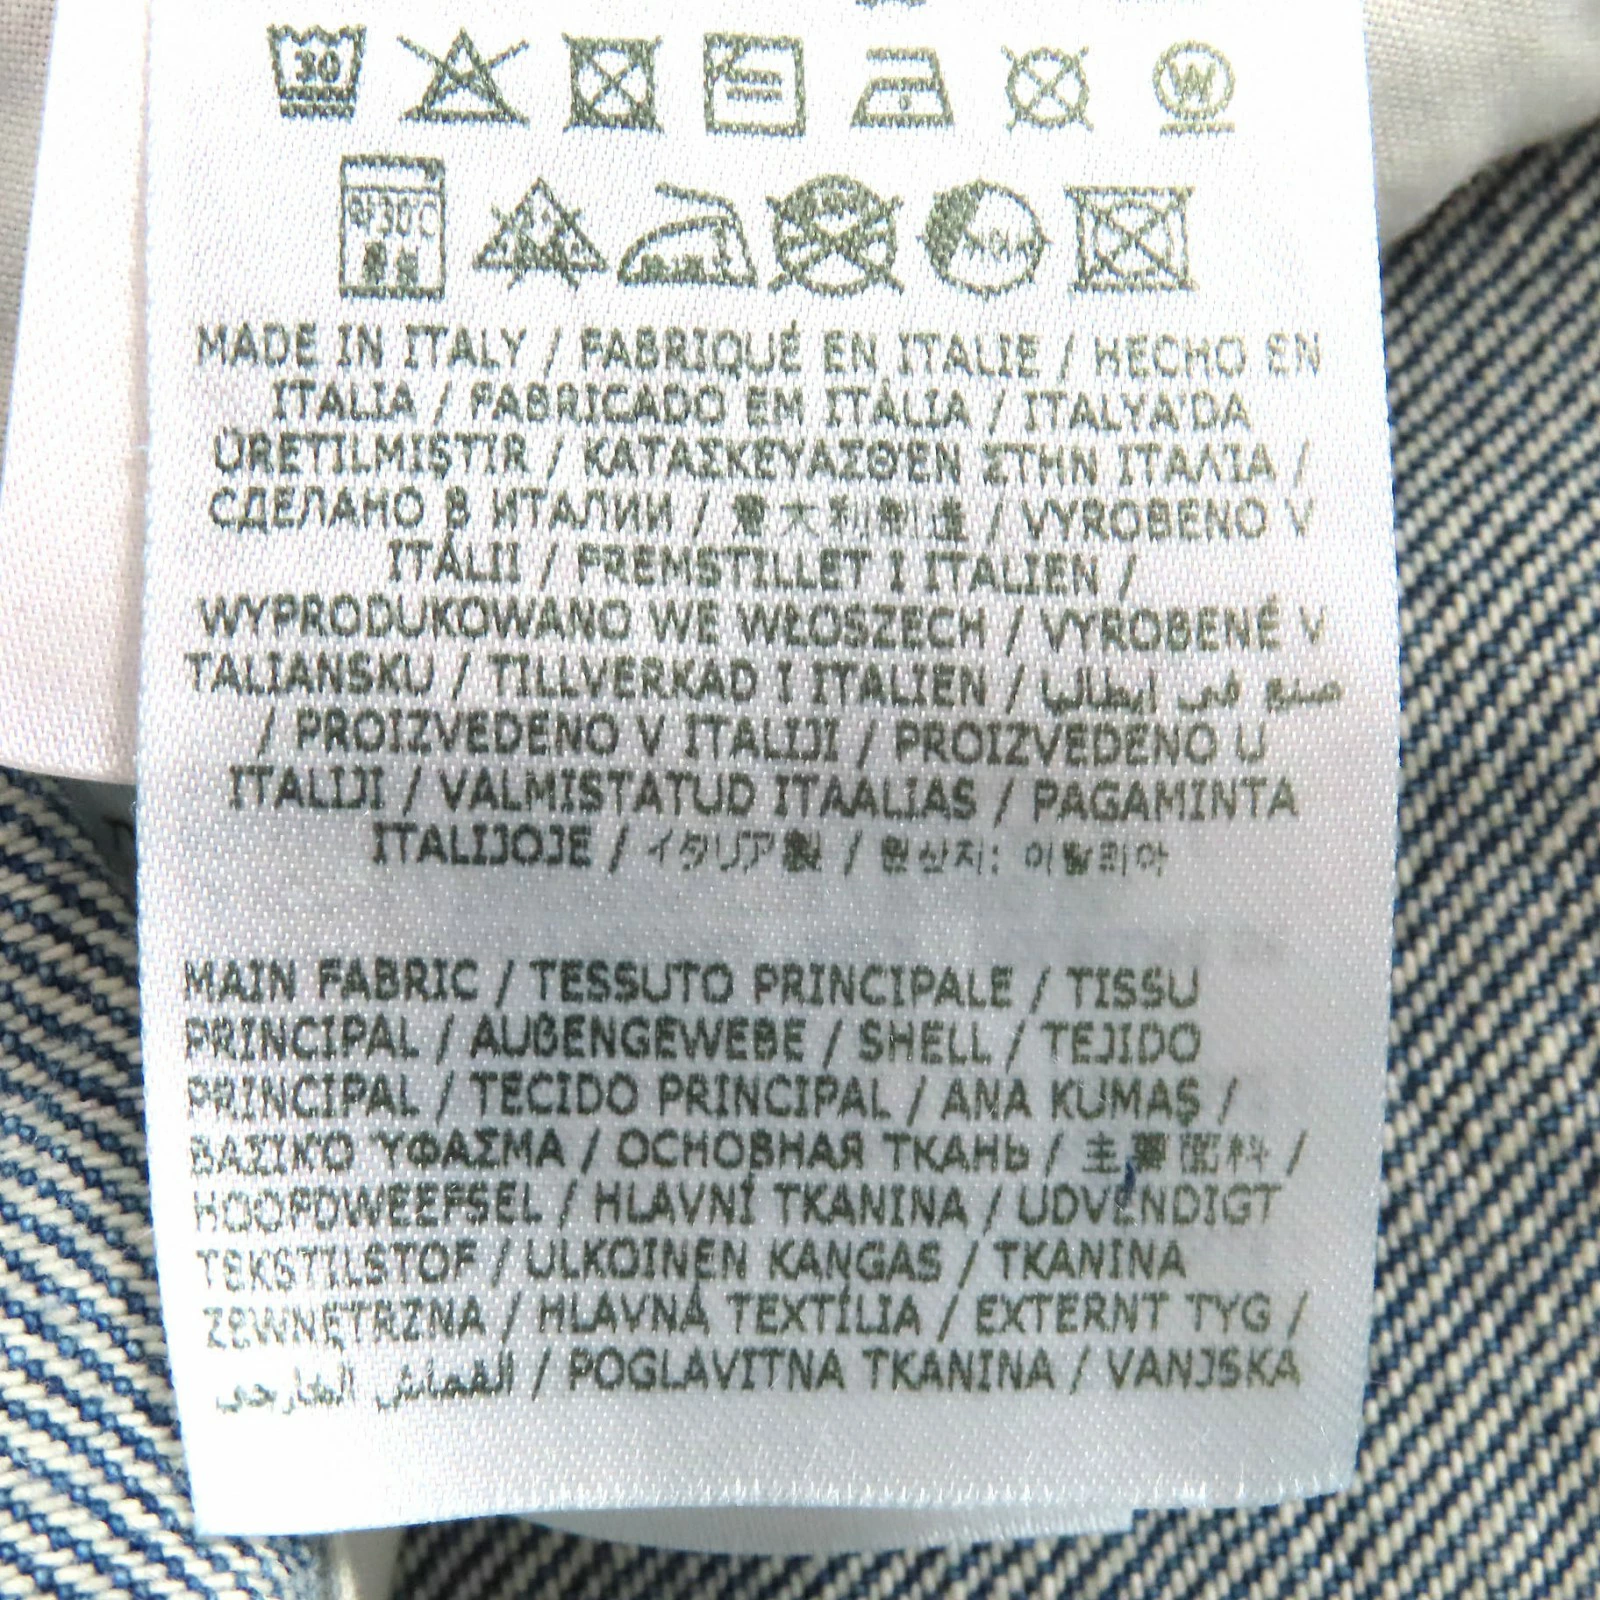 30
W
MADE IN ITALY / FABRIQUÉ EN ITALIE / HECHO EN
ITALIA / FABRICADO EM ITÁLIA / ITALYA'DA
ÜRETILMIŞTIR / ΚΑΤΑΣΚΕΥΑΣΘΕΝ ΣΤΗΝ ΙΤΑΛΙΑ /
СДЕЛАНО В ИТАЛИИ / 意大利制造 / VYROBENO V
ITÁLII / FREMSTILLET I ITALIEN /
WYPRODUKOWANO WE WŁOSZECH / VYROBENÉ V
TALIANSKU / TILLVERKAD I ITALIEN / صنع في إيطاليا
/ PROIZVEDENO V ITALIJI / PROIZVEDENO U
ITALIJI / VALMISTATUD ITAALIAS / PAGAMINTA
ITALIJOJE / イタリア製 / 원산지: 이탈리아
MAIN FABRIC / TESSUTO PRINCIPALE / TISSU
PRINCIPAL / AUßENGEWEBE / SHELL / TEJIDO
PRINCIPAL / TECIDO PRINCIPAL / ANA KUMAŞ /
ΒΑΣΙΚΟ ΥΦΑΣΜΑ / ОСНОВНАЯ ТКАНЬ / 主要面料 /
HOOFDWEEFSEL / HLAVNÍ TKANINA / UDVENDIGT
TEKSTILSTOF / ULKOINEN KANGAS / TKANINA
ZEWNĘTRZNA / HLAVNÁ TEXTÍLIA / EXTERNT TYG /
القماش الخارجي / POGLAVITNA TKANINA / VANJSKA